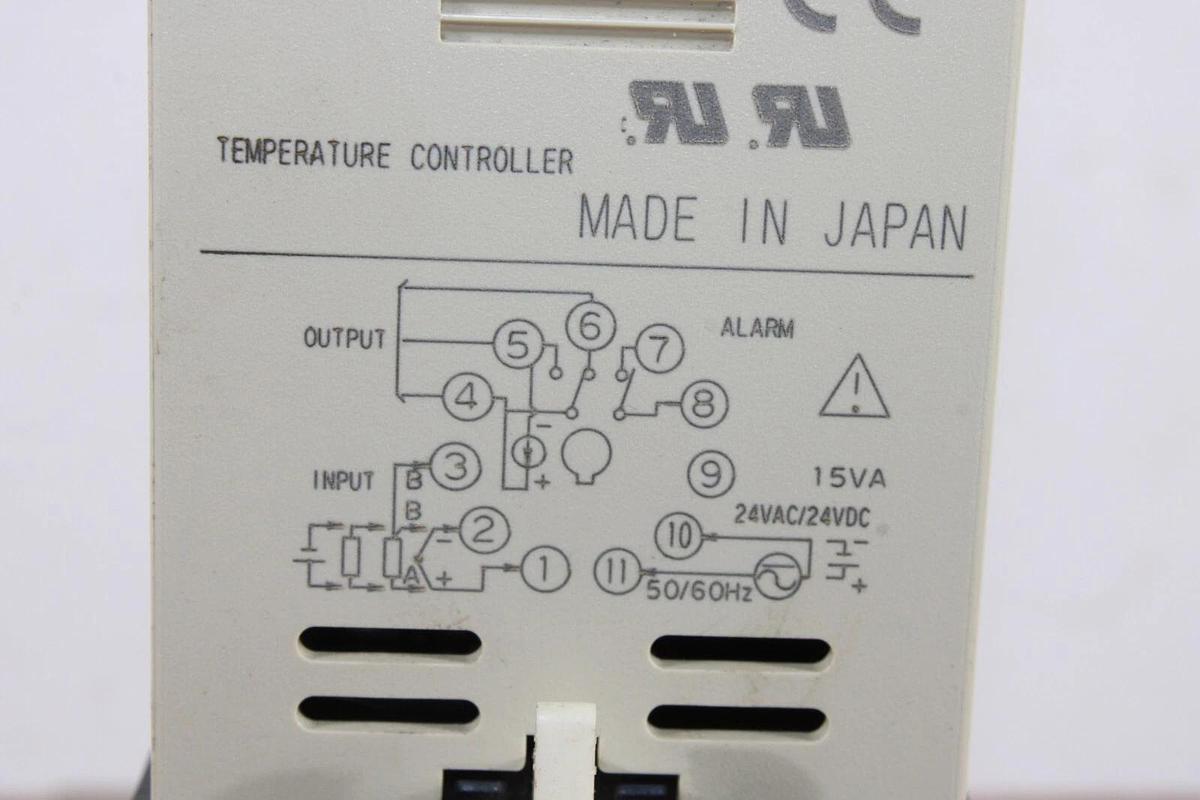 TEMPERATURE CONTROLLER
MADE IN JAPAN
OUTPUT
ALARM
6
5
7
4
8
!
-
+
INPUT
B
3
9
15VA
B
2
10
24VAC/24VDC
-
-
A
+
1
11
50/60Hz
+